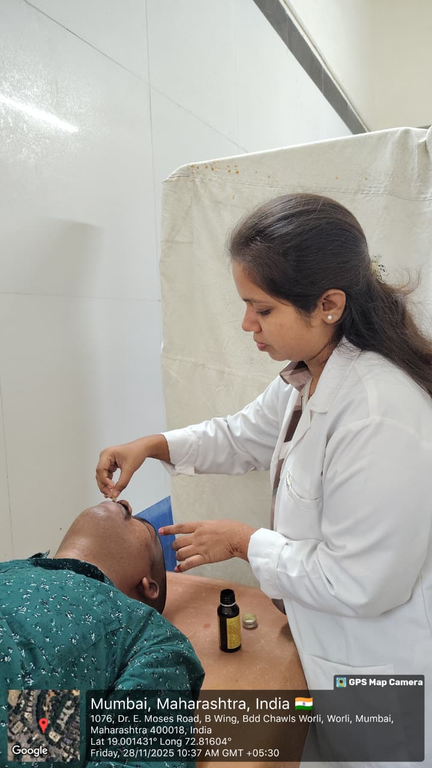 GPS Map Camera
Mumbai, Maharashtra, India 🇮🇳
1076, Dr. E. Moses Road, B Wing, Bdd Chawls Worli, Worli, Mumbai,
Maharashtra 400018, India
Lat 19.001431° Long 72.81604°
Friday, 28/11/2025 10:37 AM GMT +05:30
Google